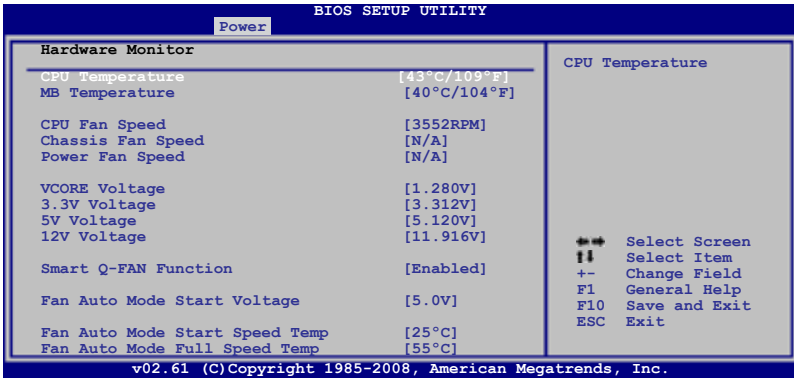 BIOS SETUP UTILITY
Power
Hardware Monitor
CPU Temperature [43°C/109°F]
MB Temperature [40°C/104°F]
CPU Fan Speed [3552RPM]
Chassis Fan Speed [N/A]
Power Fan Speed [N/A]
VCORE Voltage [1.280V]
3.3V Voltage [3.312V]
5V Voltage [5.120V]
12V Voltage [11.916V]
Smart Q-FAN Function [Enabled]
Fan Auto Mode Start Voltage [5.0V]
Fan Auto Mode Start Speed Temp [25°C]
Fan Auto Mode Full Speed Temp [55°C]
CPU Temperature
Select Screen
Select Item
+- Change Field
F1 General Help
F10 Save and Exit
ESC Exit
v02.61 (C)Copyright 1985-2008, American Megatrends, Inc.